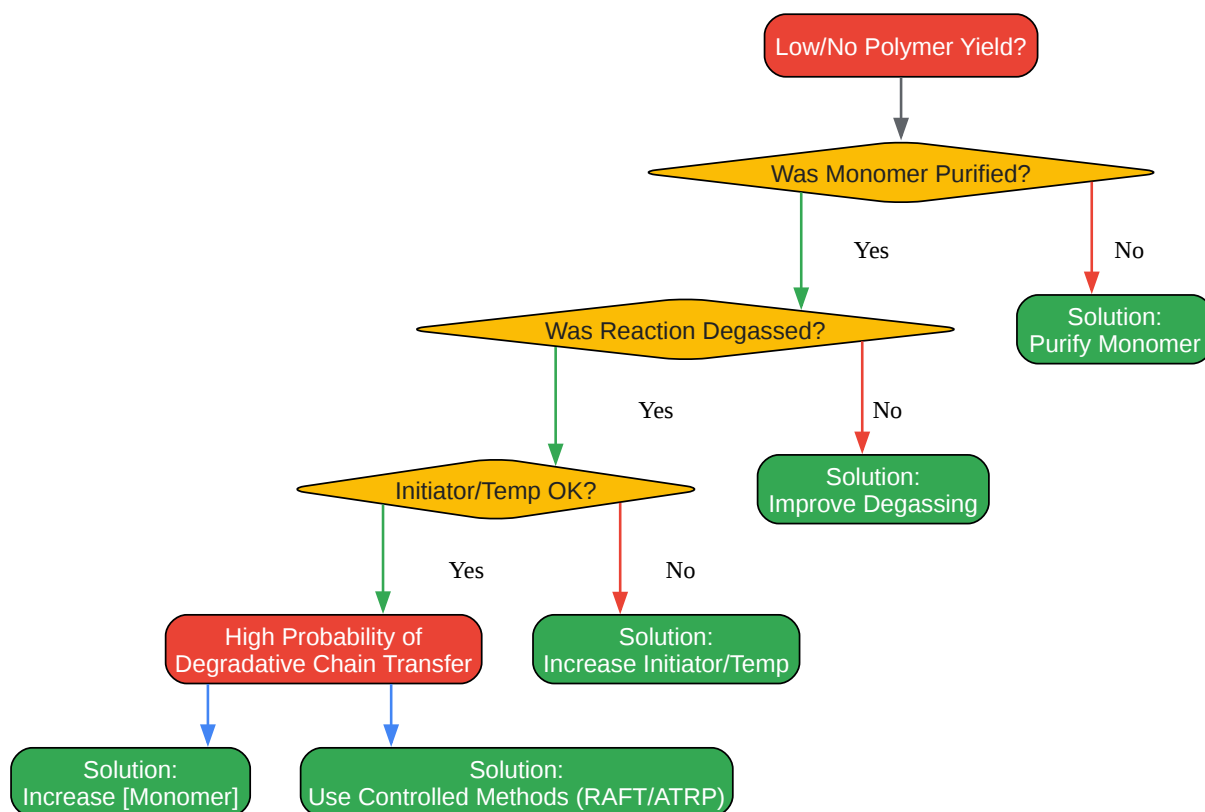 Low/No Polymer Yield?
Was Monomer Purified?
Yes
No
Solution:
Purify Monomer
Was Reaction Degassed?
Yes
No
Solution:
Improve Degassing
Initiator/Temp OK?
Yes
No
High Probability of
Degradative Chain Transfer
Solution:
Increase Initiator/Temp
Solution:
Increase [Monomer]
Solution:
Use Controlled Methods (RAFT/ATRP)